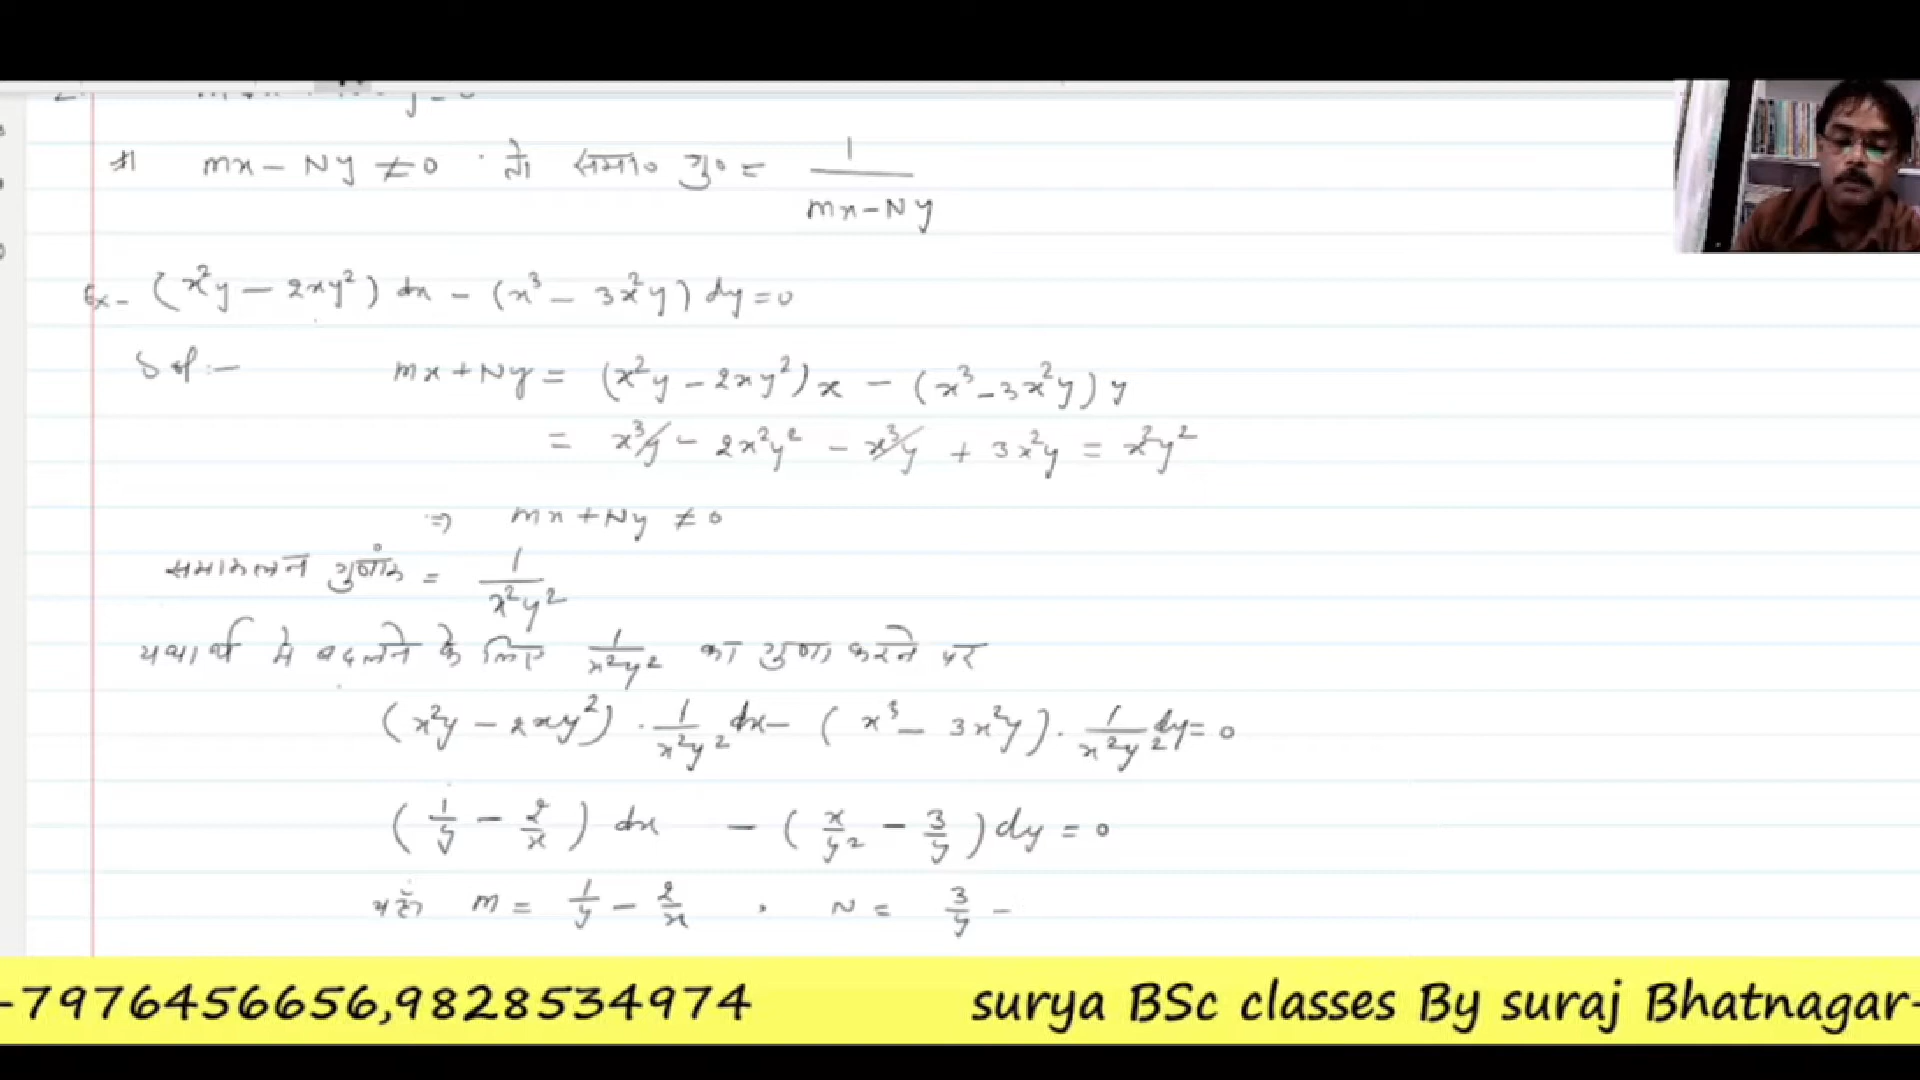 mx - Ny ≠ 0 तो समा० गु० = 1/(mx - Ny)
Ex- (x²y - 2xy²) dx - (x³ - 3x²y) dy = 0
Sol:- mx + Ny = (x²y - 2xy²) x - (x³ - 3x²y) y
= x³y - 2x²y² - x³y + 3x²y = x²y²
⇒ mx + Ny ≠ 0
समाकलन गुणांक = 1/x²y²
यथार्थ मे बदलने के लिए 1/x²y² का गुणा करने पर
(x²y - 2xy²) · 1/x²y² dx - (x³ - 3x²y) · 1/x²y² dy = 0
(1/y - 2/x) dx - (x/y² - 3/y) dy = 0
यहाँ m = 1/y - 2/x , N = 3/y -
-7976456656,9828534974 surya BSc classes By suraj Bhatnagar-